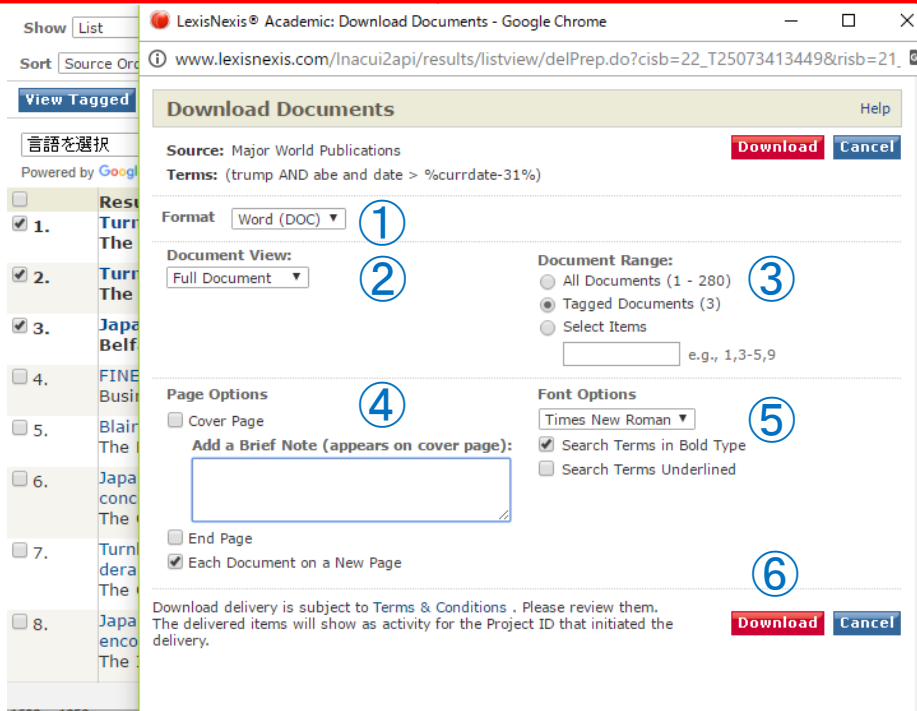 Show List
Sort Source Ord
View Tagged
言語を選択
Powered by Googl
Resu
1. Turn
The
2. Turr
The
3. Japa
Belf
4. FINE
Busir
5. Blair
The
6. Japa
conc
The
7. Turnl
dera
The
8. Japa
enco
The
LexisNexis® Academic: Download Documents - Google Chrome
www.lexisnexis.com/lnacui2api/results/listview/delPrep.do?cisb=22_T25073413449&risb=21_
Download Documents
Help
Source: Major World Publications
Download Cancel
Terms: (trump AND abe and date > %currdate-31%)
Format Word (DOC) ▼ ①
Document View:
Full Document ▼
②
Document Range:
All Documents (1 - 280)
Tagged Documents (3)
Select Items
e.g., 1,3-5,9
③
Page Options
④
Cover Page
Add a Brief Note (appears on cover page):
End Page
Each Document on a New Page
Font Options
Times New Roman ▼
⑤
Search Terms in Bold Type
Search Terms Underlined
⑥
Download delivery is subject to Terms & Conditions . Please review them.
The delivered items will show as activity for the Project ID that initiated the
delivery.
Download Cancel